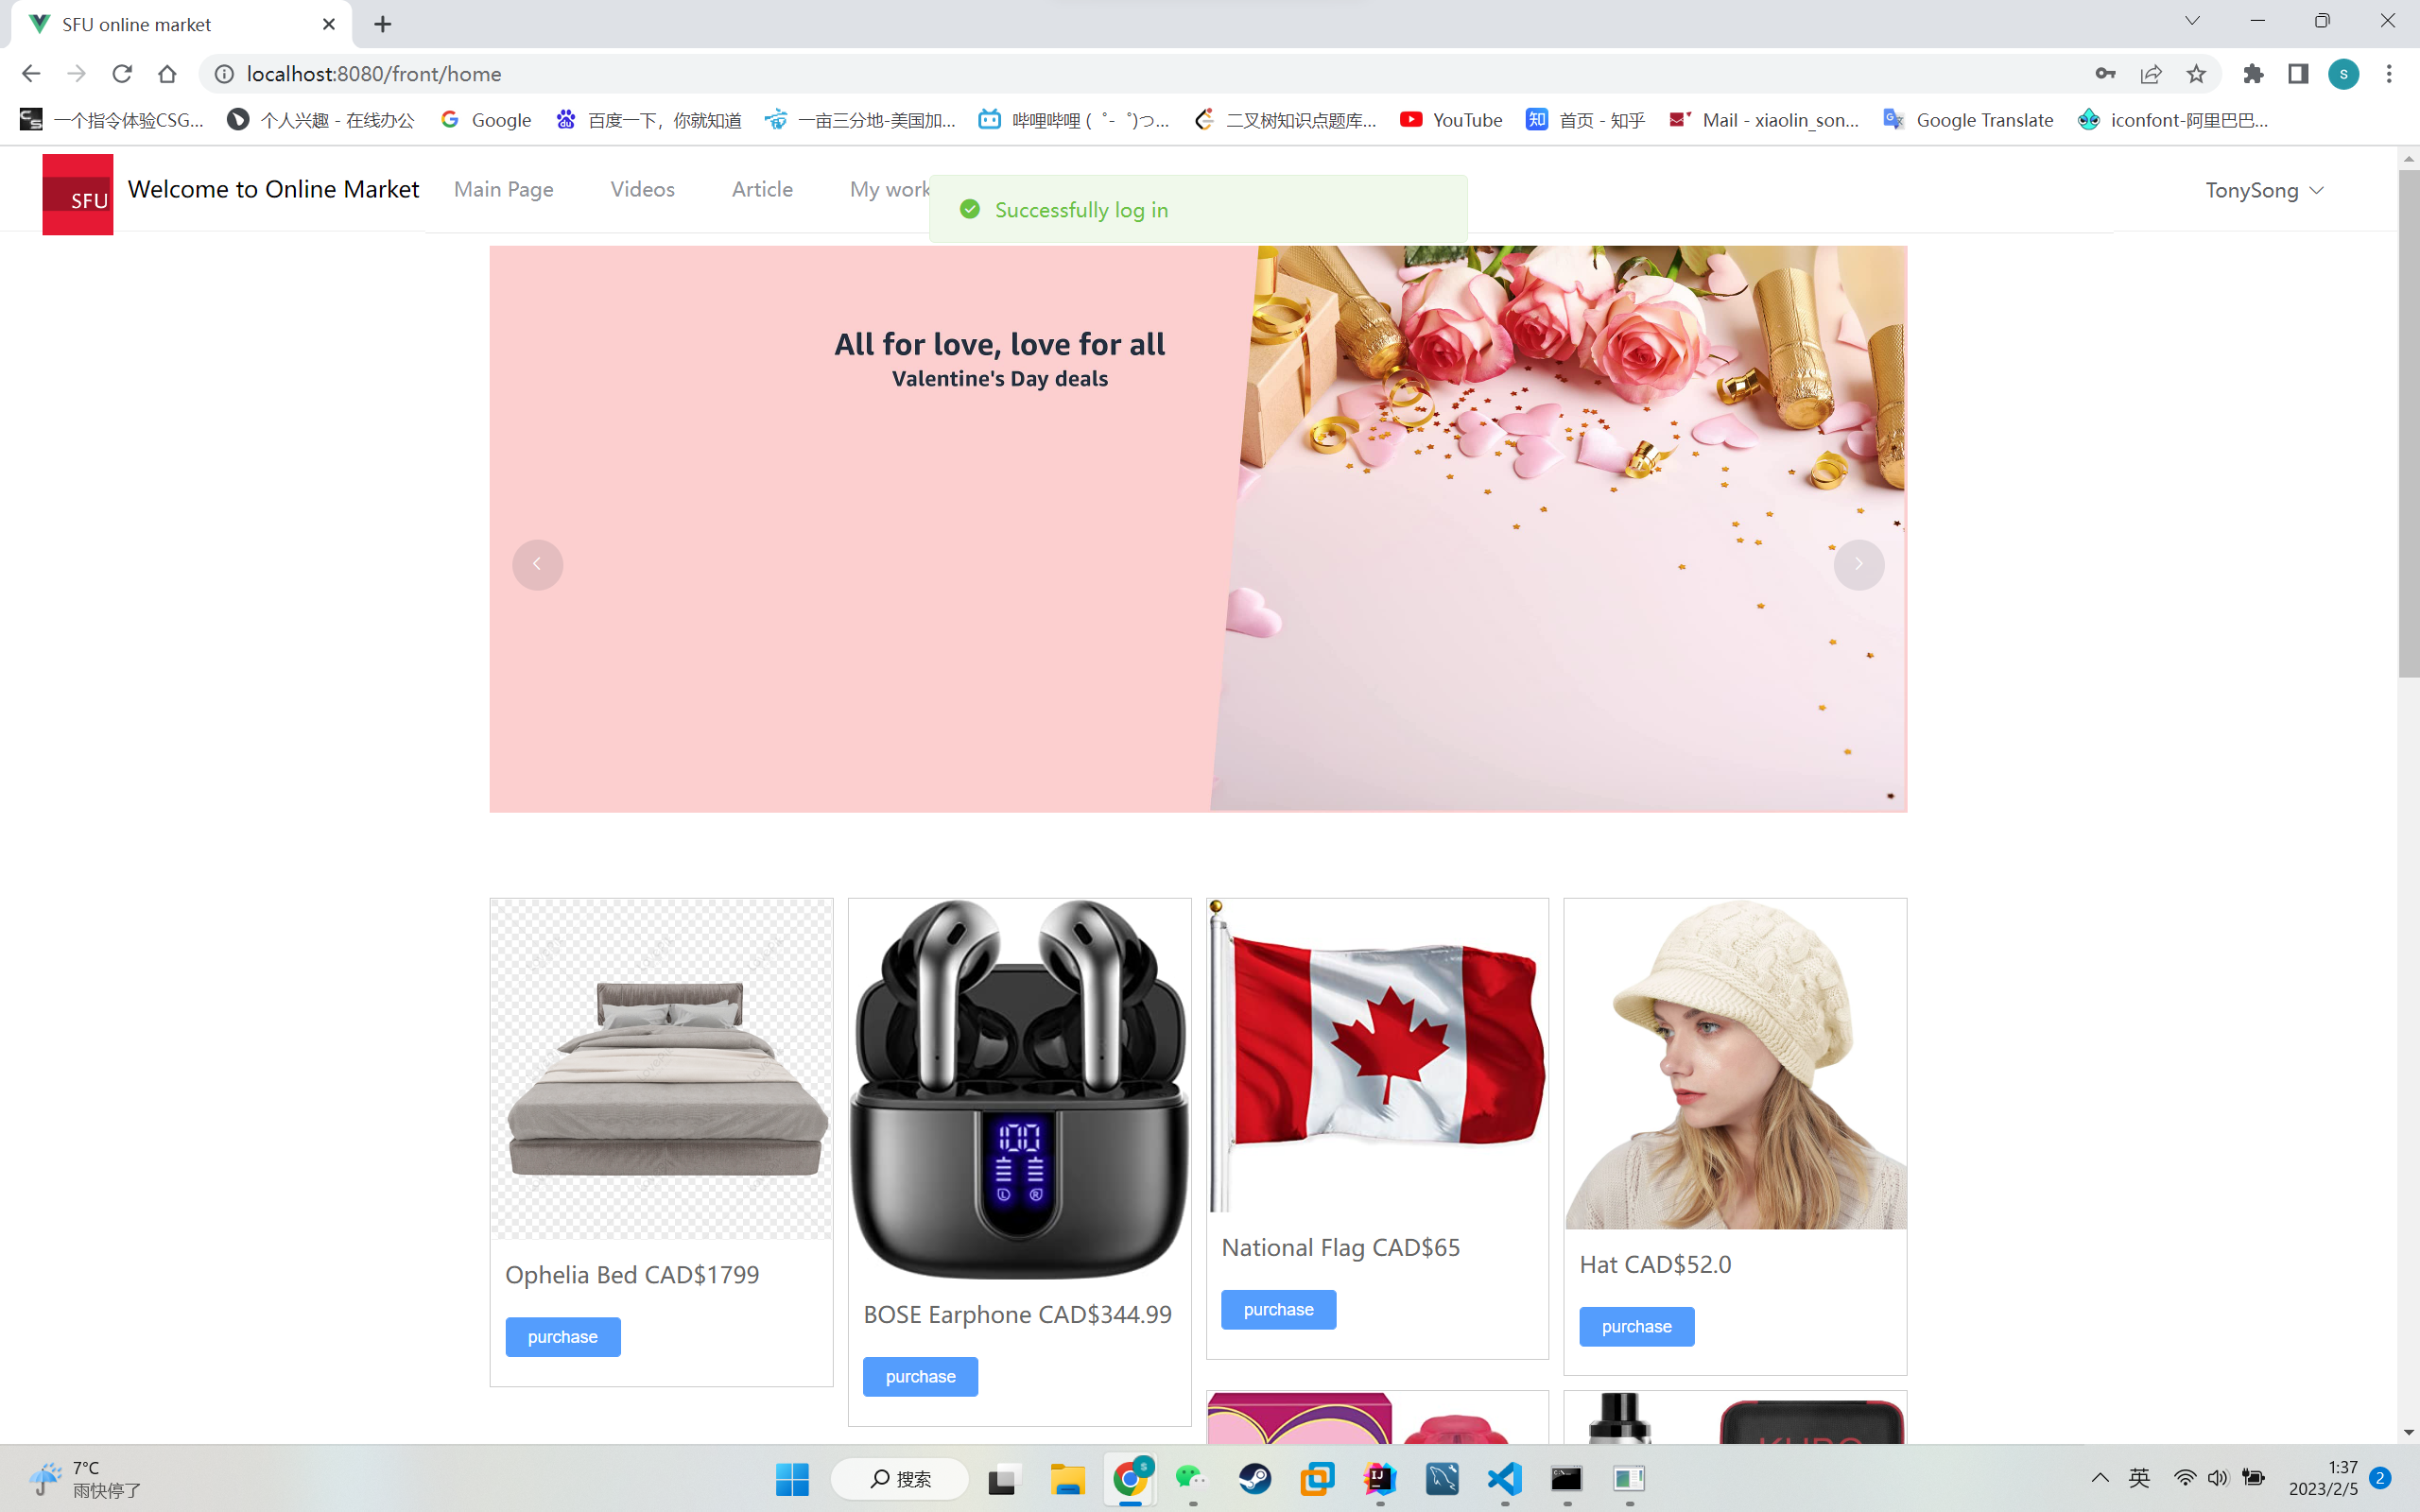 SFU online market
localhost:8080/front/home
S
一个指令体验CSG...
个人兴趣 - 在线办公
Google
百度一下，你就知道
一亩三分地-美国加...
哔哩哔哩 ( ゜- ゜)つ...
二叉树知识点题库...
YouTube
知 首页 - 知乎
Mail - xiaolin_son...
Google Translate
iconfont-阿里巴巴...
SFU
Welcome to Online Market
Main Page
Videos
Article
My work
Successfully log in
TonySong
All for love, love for all
Valentine's Day deals
100
L R
Ophelia Bed CAD$1799
purchase
BOSE Earphone CAD$344.99
purchase
National Flag CAD$65
purchase
Hat CAD$52.0
purchase
7°C
雨快停了
搜索
英
1:37
2023/2/5
2